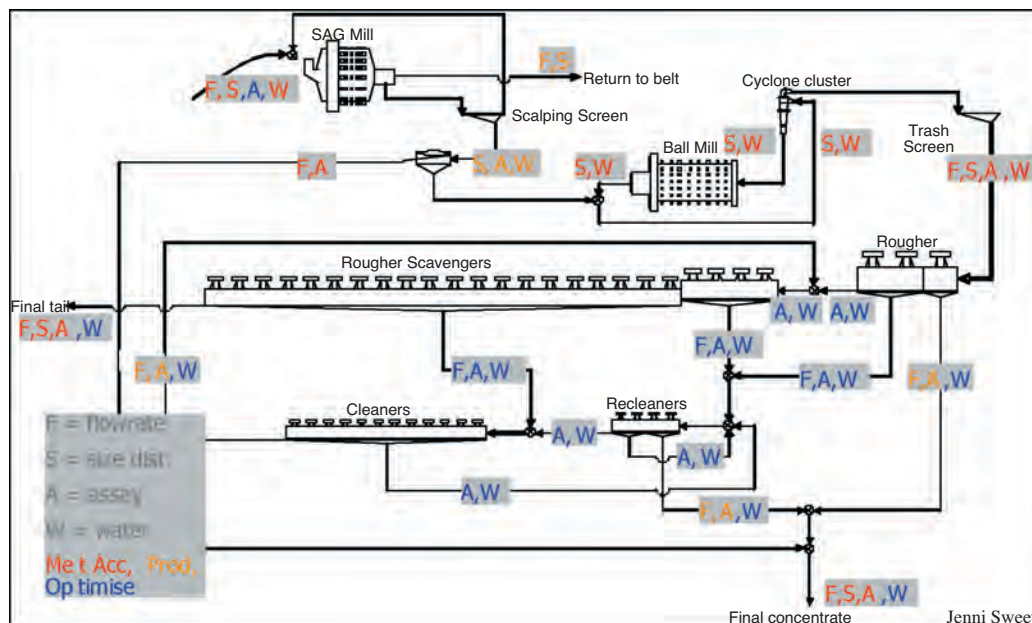 SAG Mill
F,S
F, S,A, W
Return to belt
Cyclone cluster
Scalping Screen
Trash
Screen
Ball Mill
S,W
S,W
S,W
F,A
S,A,W
F,S,A ,W
Rougher
Rougher Scavengers
Final tail
F,S,A ,W
A, W
A,W
F, A,W
F,A,W
F,A,W
F,A,W
F,A,W
Cleaners
Recleaners
F = flowrate
S = size dist.
A = assay
W = water
Met Acc, Prod,
Optimise
A, W
A, W
A,W
F,A,W
F,S,A ,W
Final concentrate
Jenni Swee